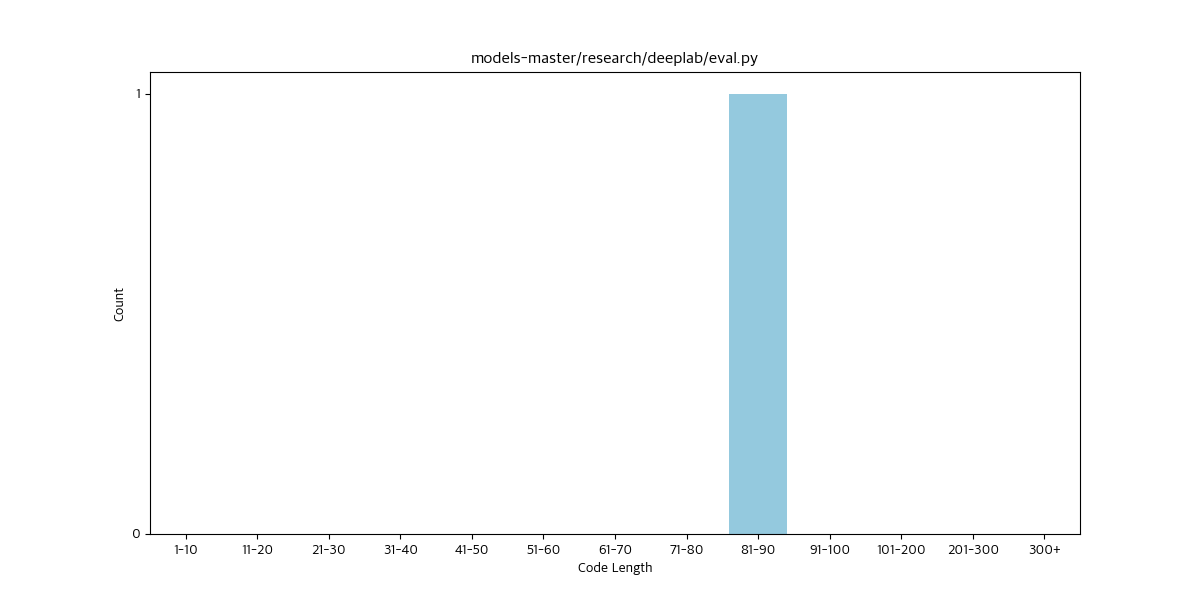 models-master/research/deeplab/eval.py
1
Count
0
1-10 11-20 21-30 31-40 41-50 51-60 61-70 71-80 81-90 91-100 101-200 201-300 300+
Code Length